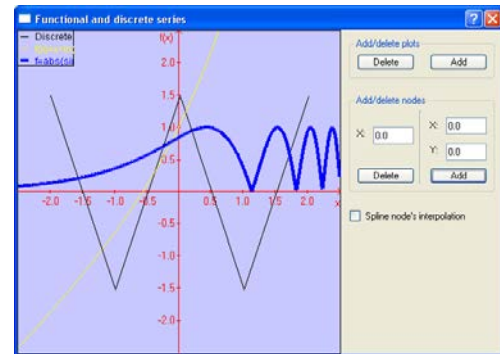 Functional and discrete series
Discrete
f=abs(si
f(x)
2.0
1.5
1.0
0.5
-2.0 -1.5 -1.0 -0.5 0.5 1.0 1.5 2.0 x
-0.5
-1.0
-1.5
-2.0
Add/delete plots
Delete Add
Add/delete nodes
X: 0.0
X: 0.0
Y: 0.0
Delete Add
Spline node's interpolation